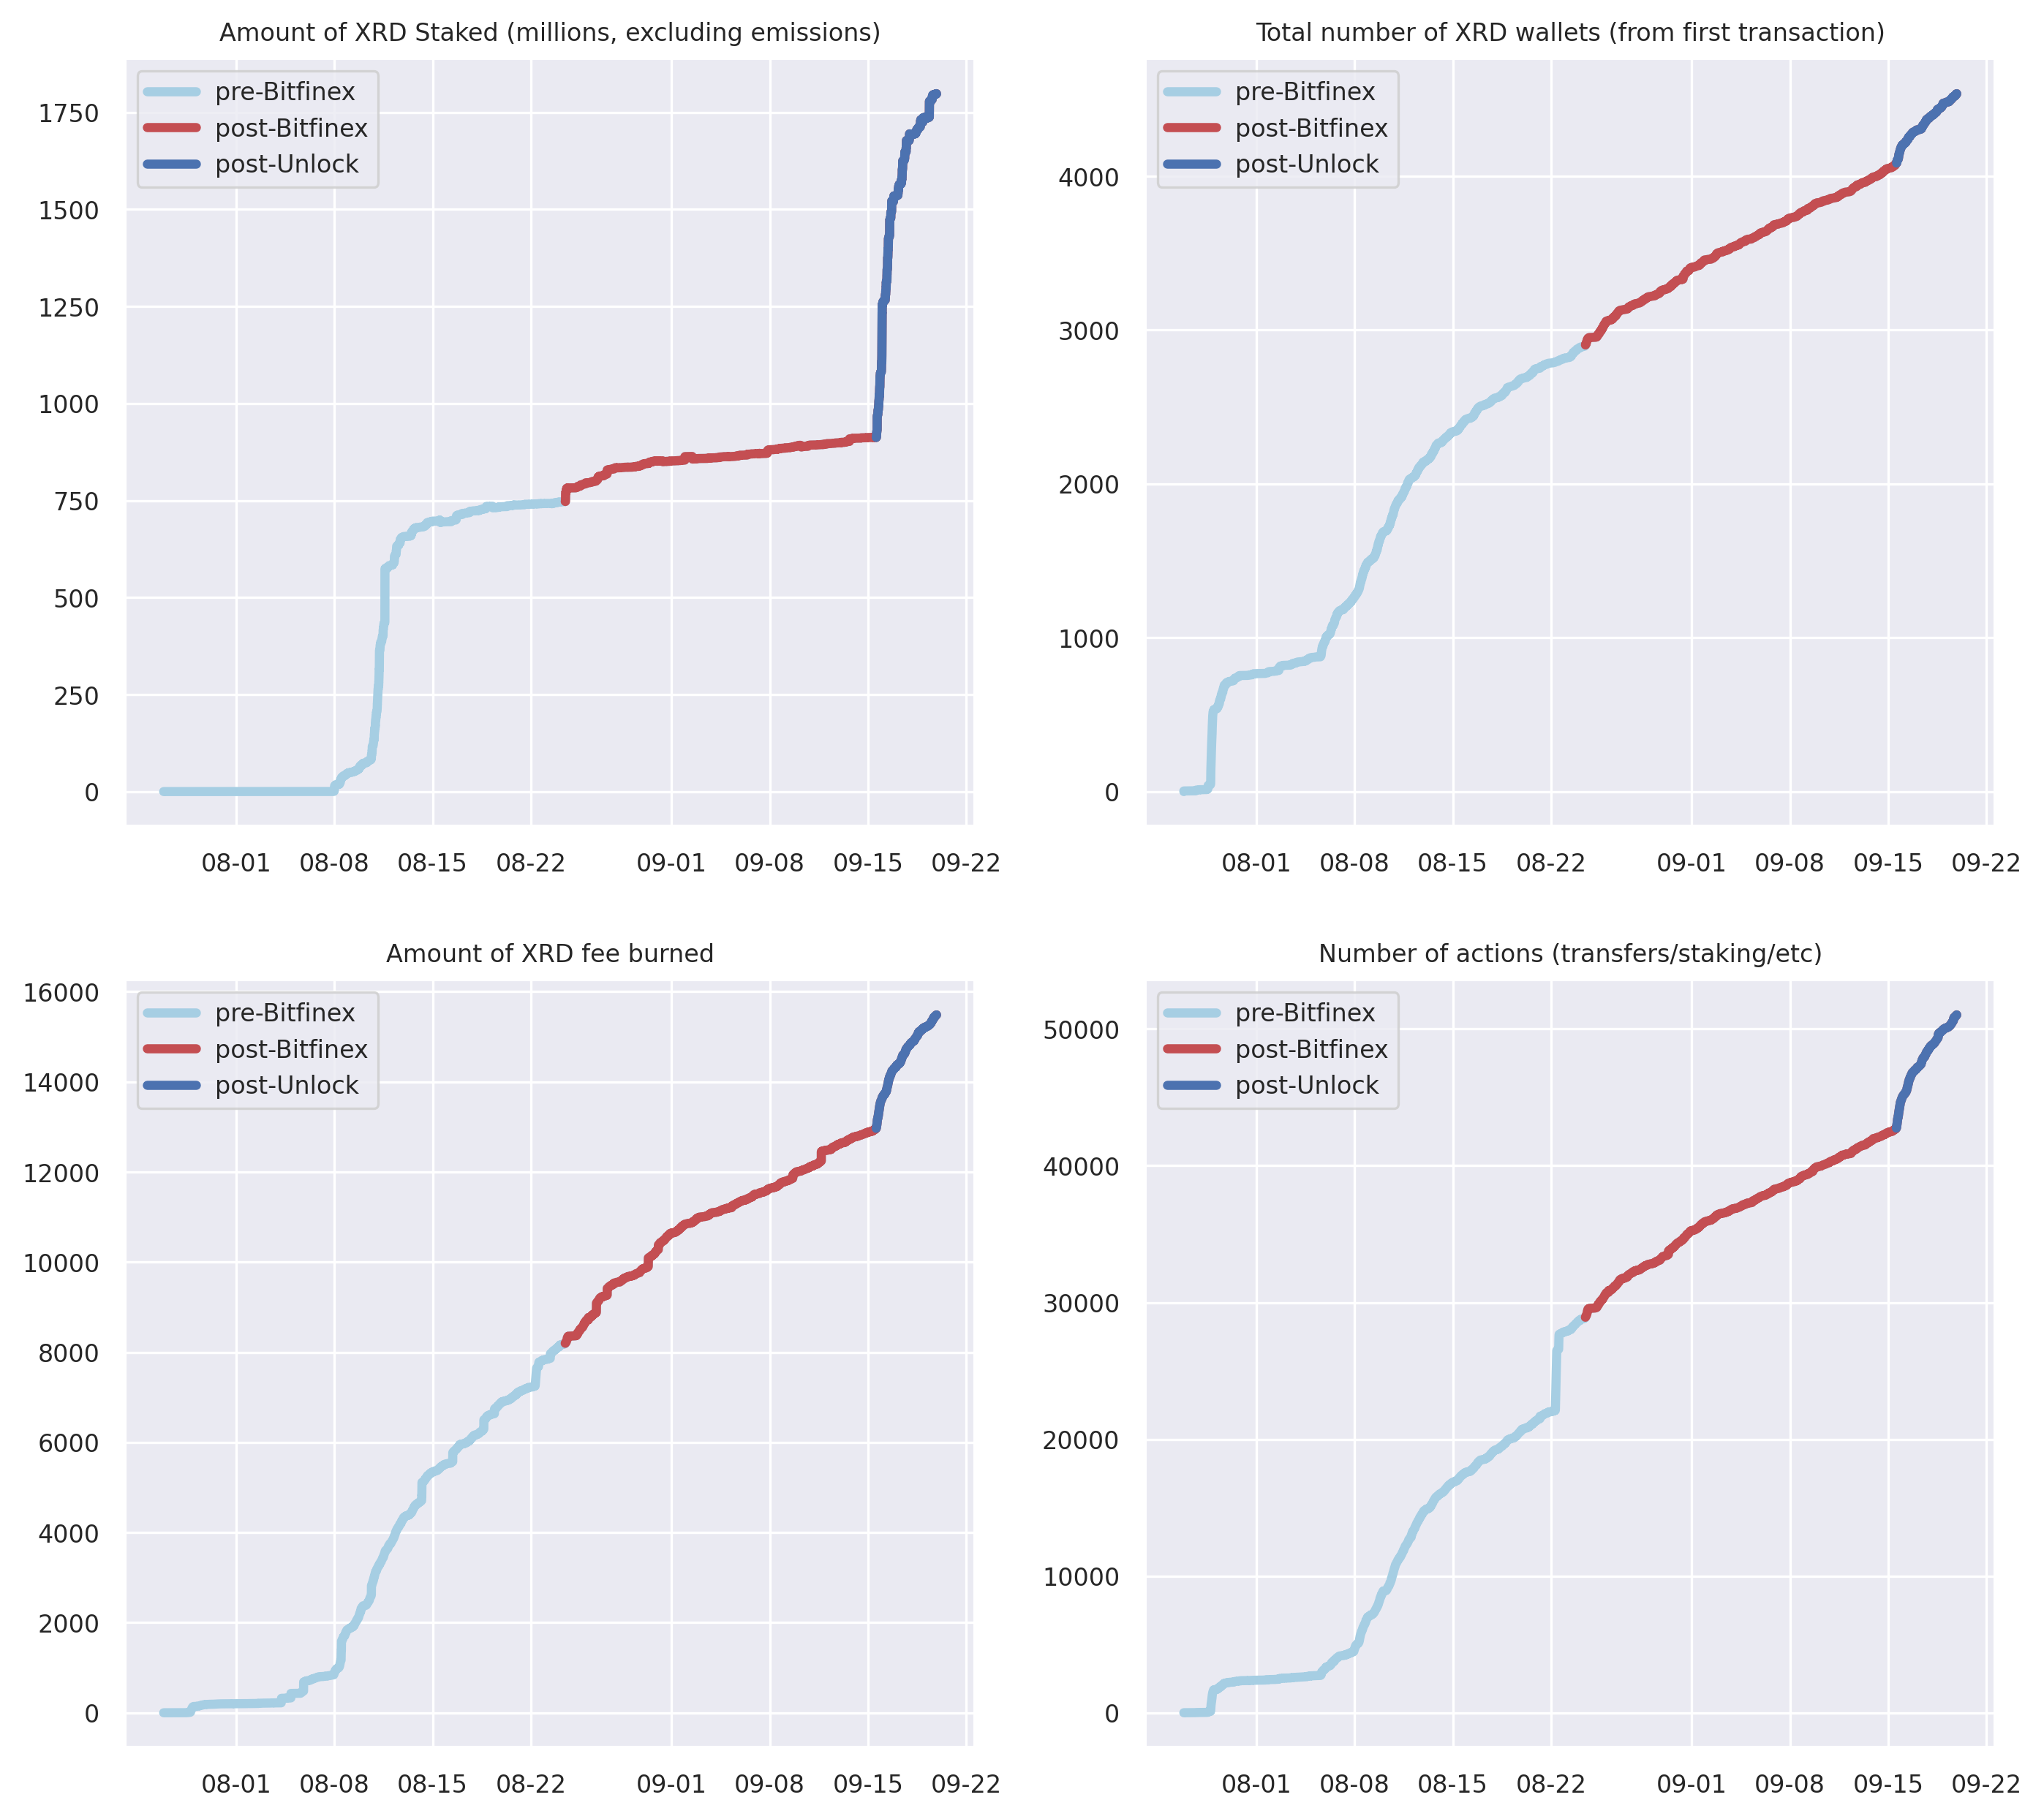 Amount of XRD Staked (millions, excluding emissions)
pre-Bitfinex
post-Bitfinex
post-Unlock
1750
1500
1250
1000
750
500
250
0
08-01 08-08 08-15 08-22 09-01 09-08 09-15 09-22
Total number of XRD wallets (from first transaction)
pre-Bitfinex
post-Bitfinex
post-Unlock
4000
3000
2000
1000
0
08-01 08-08 08-15 08-22 09-01 09-08 09-15 09-22
Amount of XRD fee burned
pre-Bitfinex
post-Bitfinex
post-Unlock
16000
14000
12000
10000
8000
6000
4000
2000
0
08-01 08-08 08-15 08-22 09-01 09-08 09-15 09-22
Number of actions (transfers/staking/etc)
pre-Bitfinex
post-Bitfinex
post-Unlock
50000
40000
30000
20000
10000
0
08-01 08-08 08-15 08-22 09-01 09-08 09-15 09-22